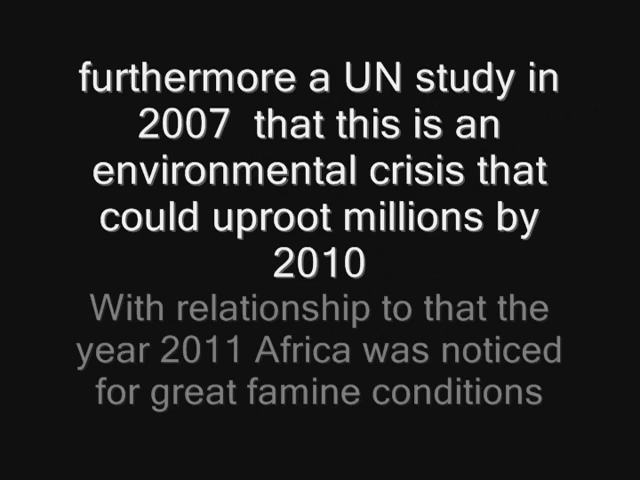 furthermore a UN study in
2007  that this is an
environmental crisis that
could uproot millions by
2010
With relationship to that the
year 2011 Africa was noticed
for great famine conditions